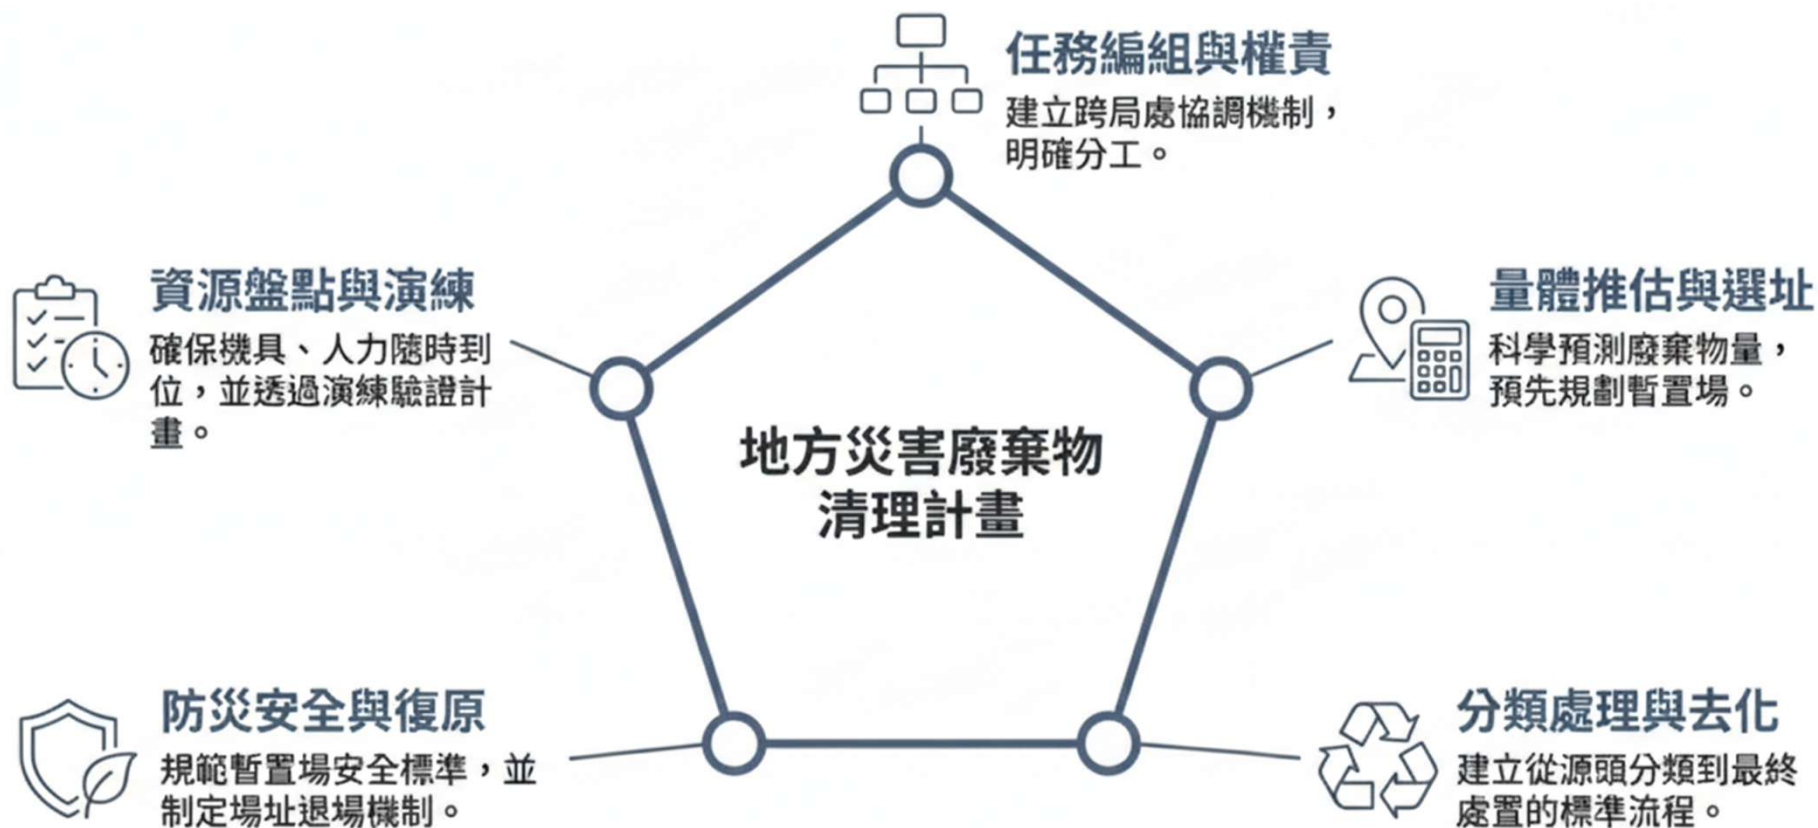 任務編組與權責
建立跨局處協調機制，
明確分工。
資源盤點與演練
確保機具、人力隨時到
位，並透過演練驗證計
畫。
量體推估與選址
科學預測廢棄物量，
預先規劃暫置場。
地方災害廢棄物
清理計畫
防災安全與復原
規範暫置場安全標準，並
制定場址退場機制。
分類處理與去化
建立從源頭分類到最終
處置的標準流程。